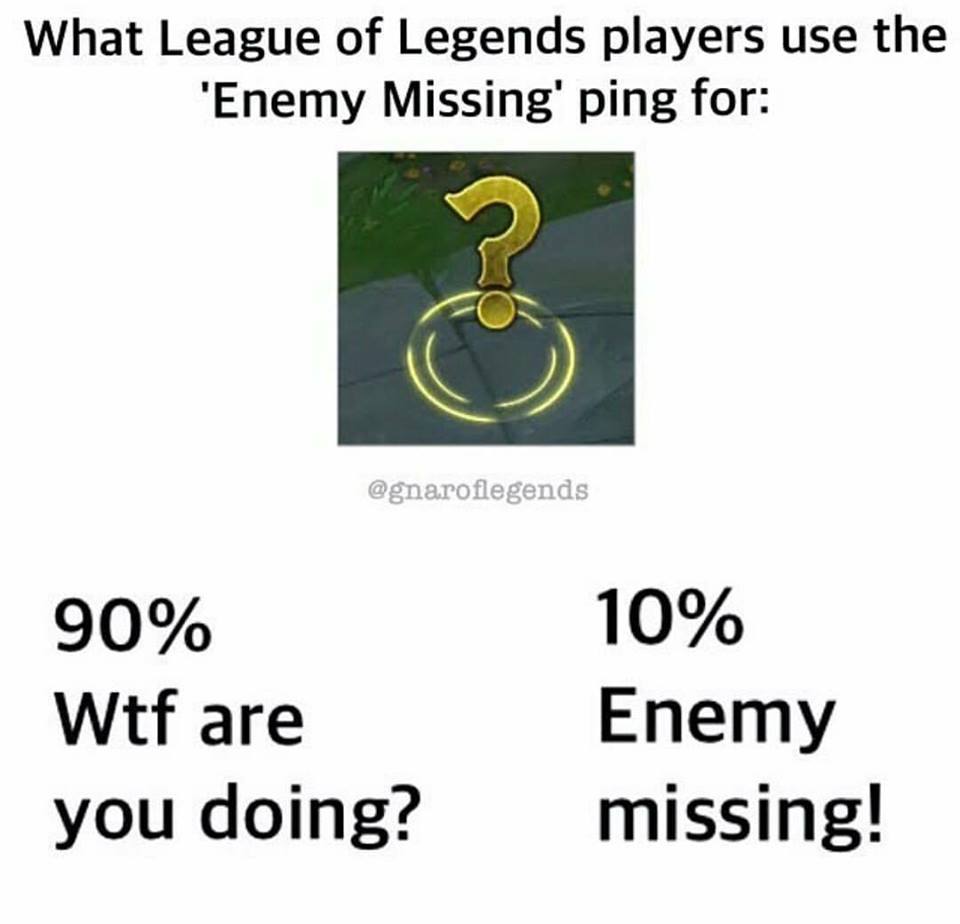 What League of Legends players use the
'Enemy Missing' ping for:
?
@gnaroflegends
90%
Wtf are
you doing?
10%
Enemy
missing!